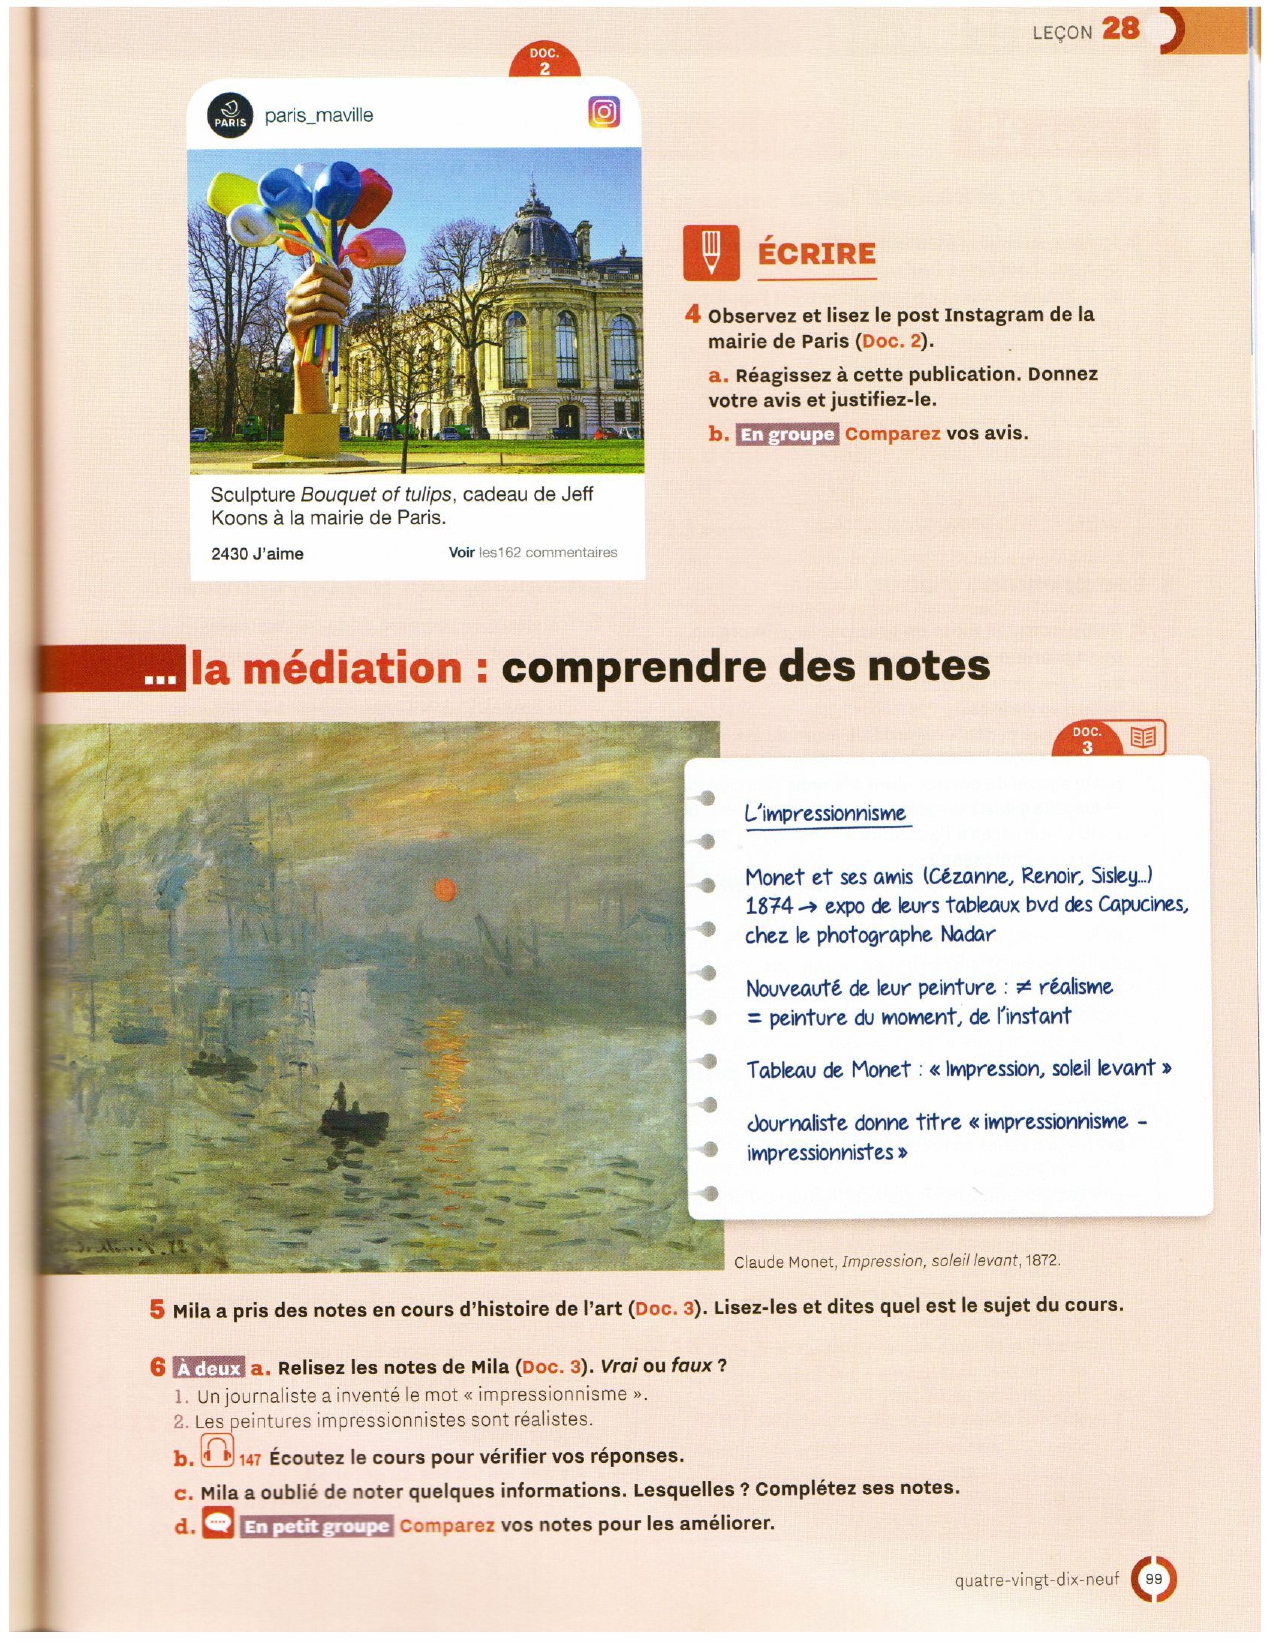 LEÇON 28
DOC.
2
PARIS
paris_maville
Sculpture Bouquet of tulips, cadeau de Jeff
Koons à la mairie de Paris.
2430 J'aime
Voir les162 commentaires
ÉCRIRE
4 Observez et lisez le post Instagram de la
mairie de Paris (Doc. 2).
a. Réagissez à cette publication. Donnez
votre avis et justifiez-le.
b. En groupe Comparez vos avis.
... la médiation : comprendre des notes
DOC.
3
L'impressionnisme
Monet et ses amis (Cézanne, Renoir, Sisley...)
1874 → expo de leurs tableaux bvd des Capucines,
chez le photographe Nadar
Nouveauté de leur peinture : ≠ réalisme
= peinture du moment, de l'instant
Tableau de Monet : « Impression, soleil levant »
Journaliste donne titre « impressionnisme –
impressionnistes »
Claude Monet, Impression, soleil levant, 1872.
5 Mila a pris des notes en cours d'histoire de l'art (Doc. 3). Lisez-les et dites quel est le sujet du cours.
6 À deux a. Relisez les notes de Mila (Doc. 3). Vrai ou faux ?
1. Un journaliste a inventé le mot « impressionnisme ».
2. Les peintures impressionnistes sont réalistes.
b. 147 Écoutez le cours pour vérifier vos réponses.
c. Mila a oublié de noter quelques informations. Lesquelles ? Complétez ses notes.
d. En petit groupe Comparez vos notes pour les améliorer.
quatre-vingt-dix-neuf 99